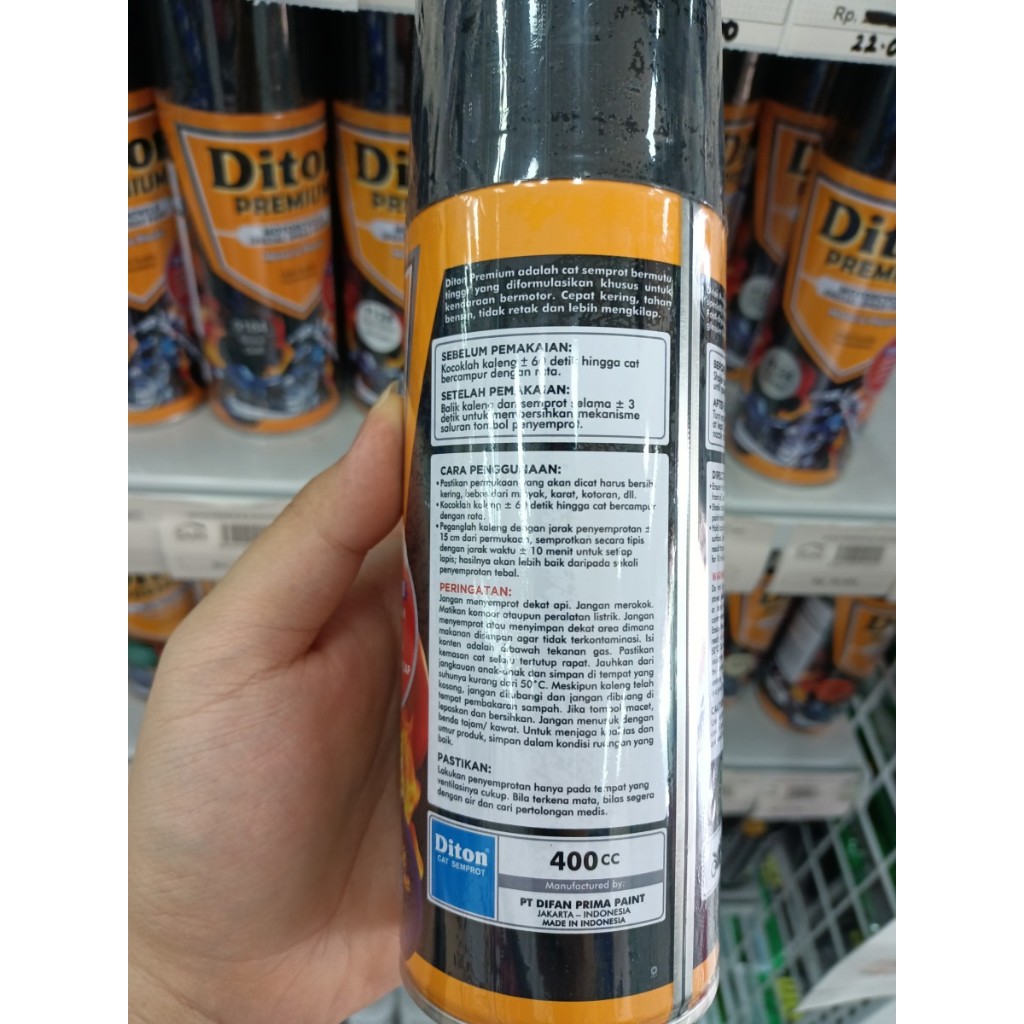 Rp.
22.0
Diton
PREMIUM
Diton Premium adalah cat semprot bermutu
tinggi yang diformulasikan khusus untuk
kendaraan bermotor. Cepat kering, tahan
bensin, tidak retak dan lebih mengkilap.
SEBELUM PEMAKAIAN:
Kocoklah kaleng ± 60 detik hingga cat
bercampur dengan rata.
SETELAH PEMAKAIAN:
Balik kaleng dan semprot selama ± 3
detik untuk membersihkan mekanisme
saluran tombol penyemprot.
CARA PENGGUNAAN:
•Pastikan permukaan yang akan dicat harus bersih
kering, bebas dari minyak, karat, kotoran, dll.
•Kocoklah kaleng ± 60 detik hingga cat bercampur
dengan rata.
•Peganglah kaleng dengan jarak penyemprotan ±
15 cm dari permukaan, semprotkan secara tipis
dengan jarak waktu ± 10 menit untuk setiap
lapis; hasilnya akan lebih baik daripada sekali
penyemprotan tebal.
PERINGATAN:
Jangan menyemprot dekat api. Jangan merokok.
Matikan kompor ataupun peralatan listrik. Jangan
menyemprot atau menyimpan dekat area dimana
makanan disimpan agar tidak terkontaminasi. Isi
konten adalah dibawah tekanan gas. Pastikan
kemasan cat selalu tertutup rapat. Jauhkan dari
jangkauan anak-anak dan simpan di tempat yang
suhunya kurang dari 50°C. Meskipun kaleng telah
kosong, jangan dilubangi dan jangan dibuang di
tempat pembakaran sampah. Jika tombol macet,
lepaskan dan bersihkan. Jangan menusuk dengan
benda tajam/ kawat. Untuk menjaga kualitas dan
umur produk, simpan dalam kondisi ruangan yang
baik.
PASTIKAN:
Lakukan penyemprotan hanya pada tempat yang
ventilasinya cukup. Bila terkena mata, bilas segera
dengan air dan cari pertolongan medis.
Diton
CAT SEMPROT
400 CC
Manufactured by:
PT DIFAN PRIMA PAINT
JAKARTA – INDONESIA
MADE IN INDONESIA